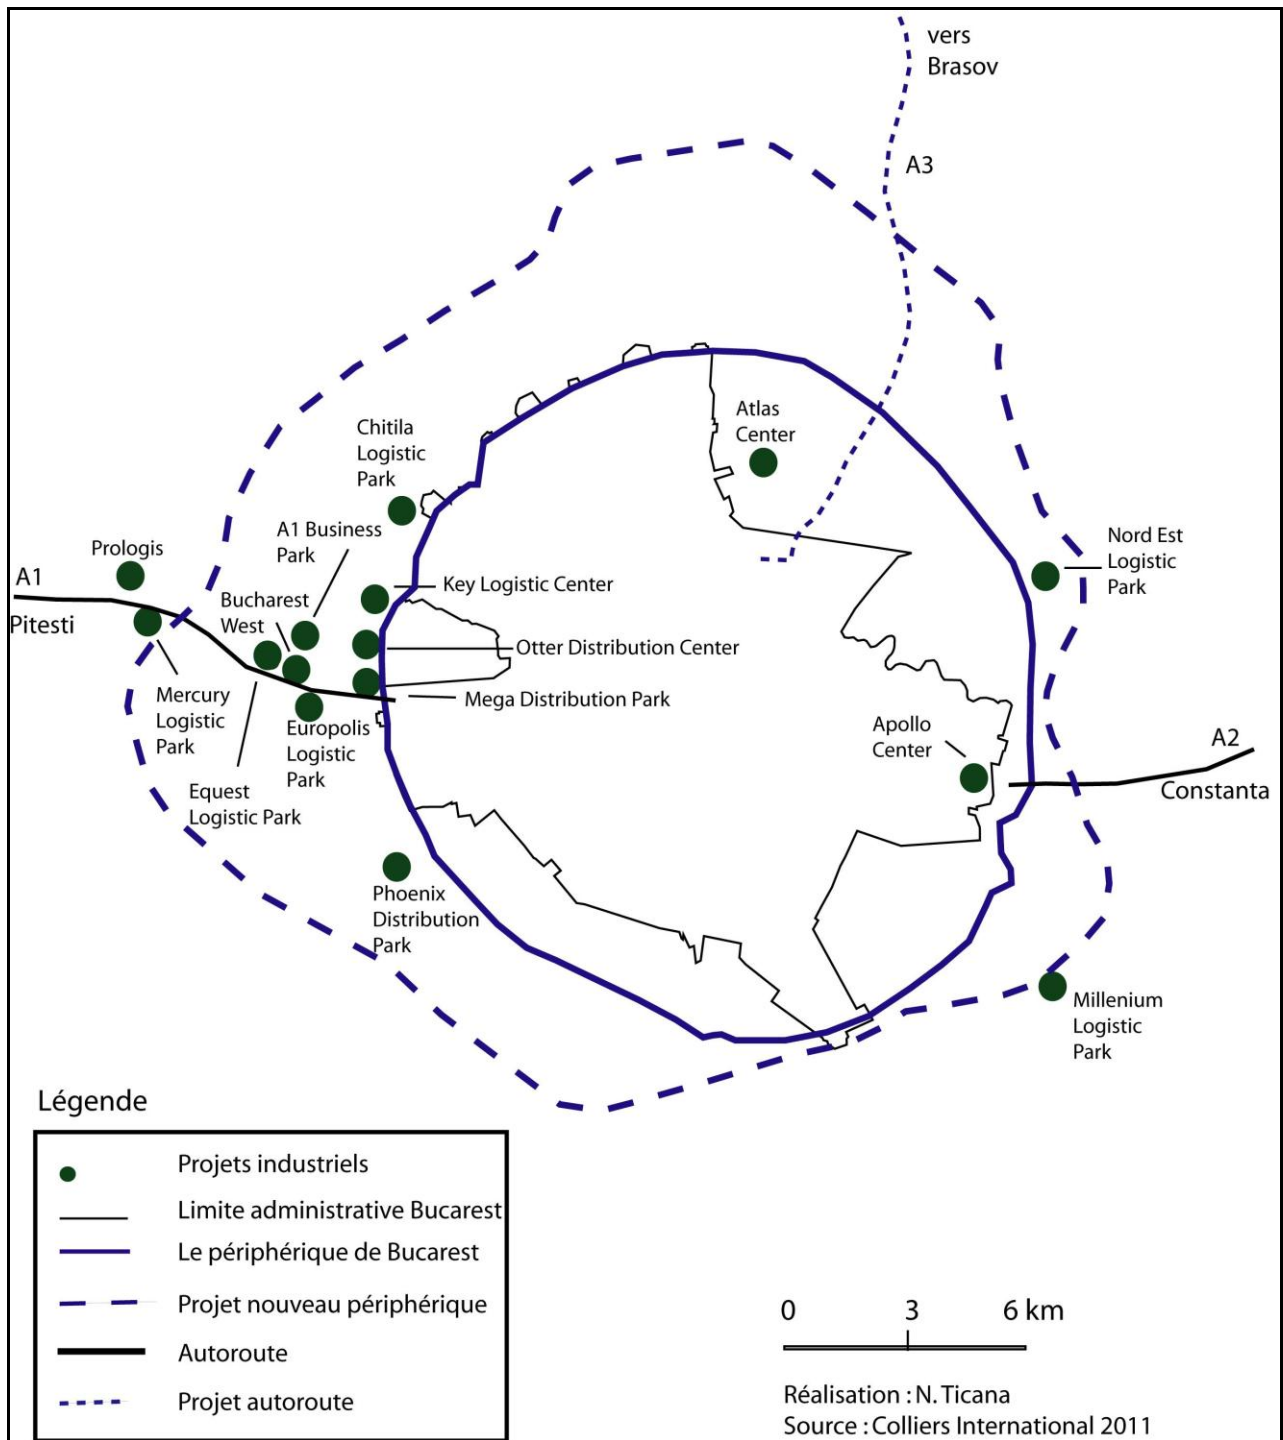 vers
Brasov
A3
Atlas
Center
Chitila
Logistic
Park
A1 Business
Park
Nord Est
Logistic
Park
Prologis
A1
Pitesti
Bucharest
West
Key Logistic Center
Otter Distribution Center
Mega Distribution Park
Mercury
Logistic
Park
Europolis
Logistic
Park
Equest
Logistic Park
Apollo
Center
A2
Constanta
Phoenix
Distribution
Park
Millenium
Logistic
Park
Légende
Projets industriels
Limite administrative Bucarest
Le périphérique de Bucarest
Projet nouveau périphérique
Autoroute
Projet autoroute
0 3 6 km
Réalisation : N. Ticana
Source : Colliers International 2011